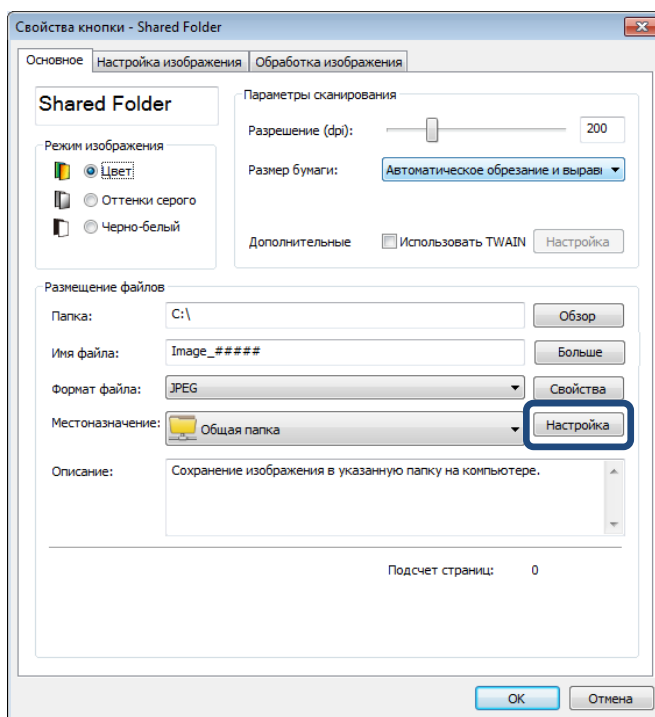 Свойства кнопки - Shared Folder
Основное Настройка изображения Обработка изображения
Shared Folder
Режим изображения
Цвет
Оттенки серого
Черно-белый
Параметры сканирования
Разрешение (dpi): 200
Размер бумаги: Автоматическое обрезание и вырав
Дополнительные Использовать TWAIN Настройка
Размещение файлов
Папка: C:\ Обзор
Имя файла: Image_##### Больше
Формат файла: JPEG Свойства
Местоназначение: Общая папка Настройка
Описание: Сохранение изображения в указанную папку на компьютере.
Подсчет страниц: 0
OK Отмена